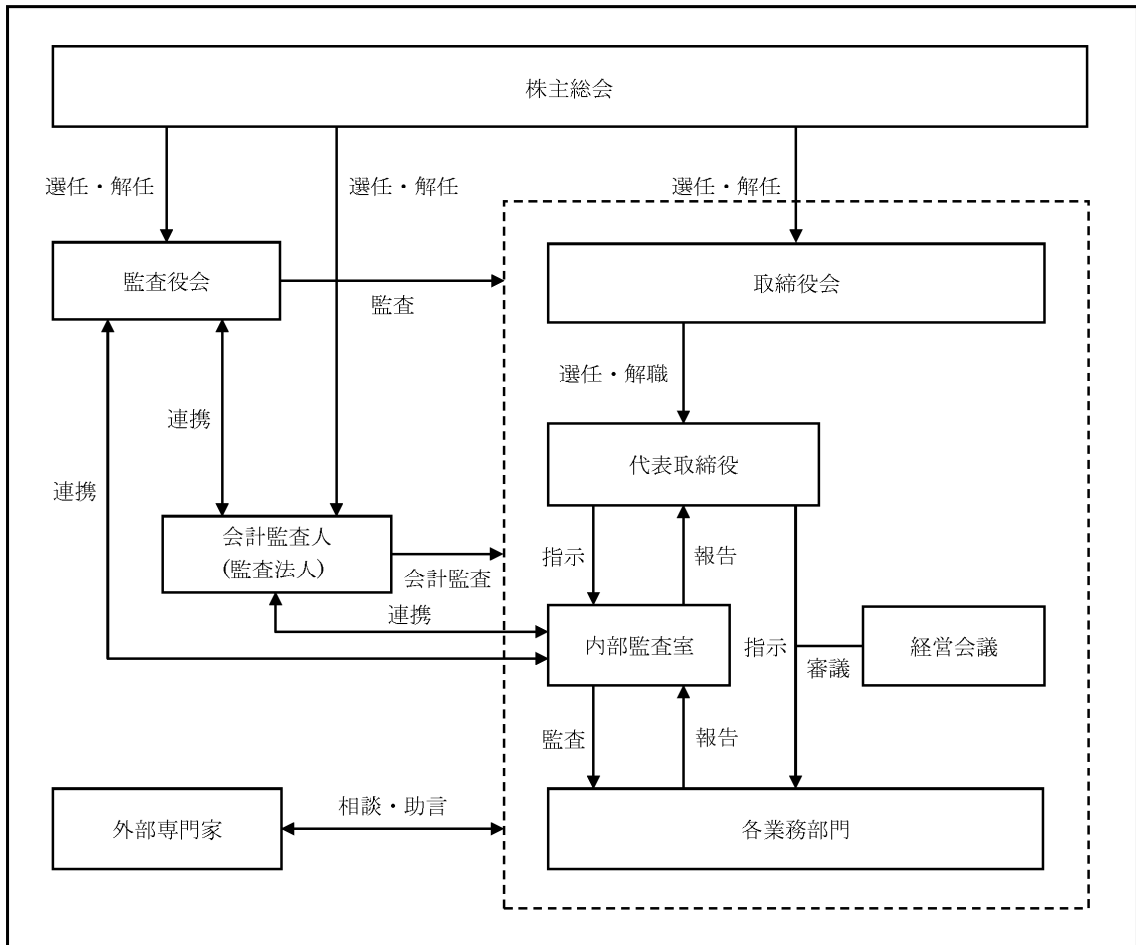 株主総会
選任・解任
選任・解任
選任・解任
監査役会
監査
取締役会
選任・解職
連携
代表取締役
連携
会計監査人
(監査法人)
会計監査
指示
報告
連携
内部監査室
指示
審議
経営会議
監査
報告
外部専門家
相談・助言
各業務部門